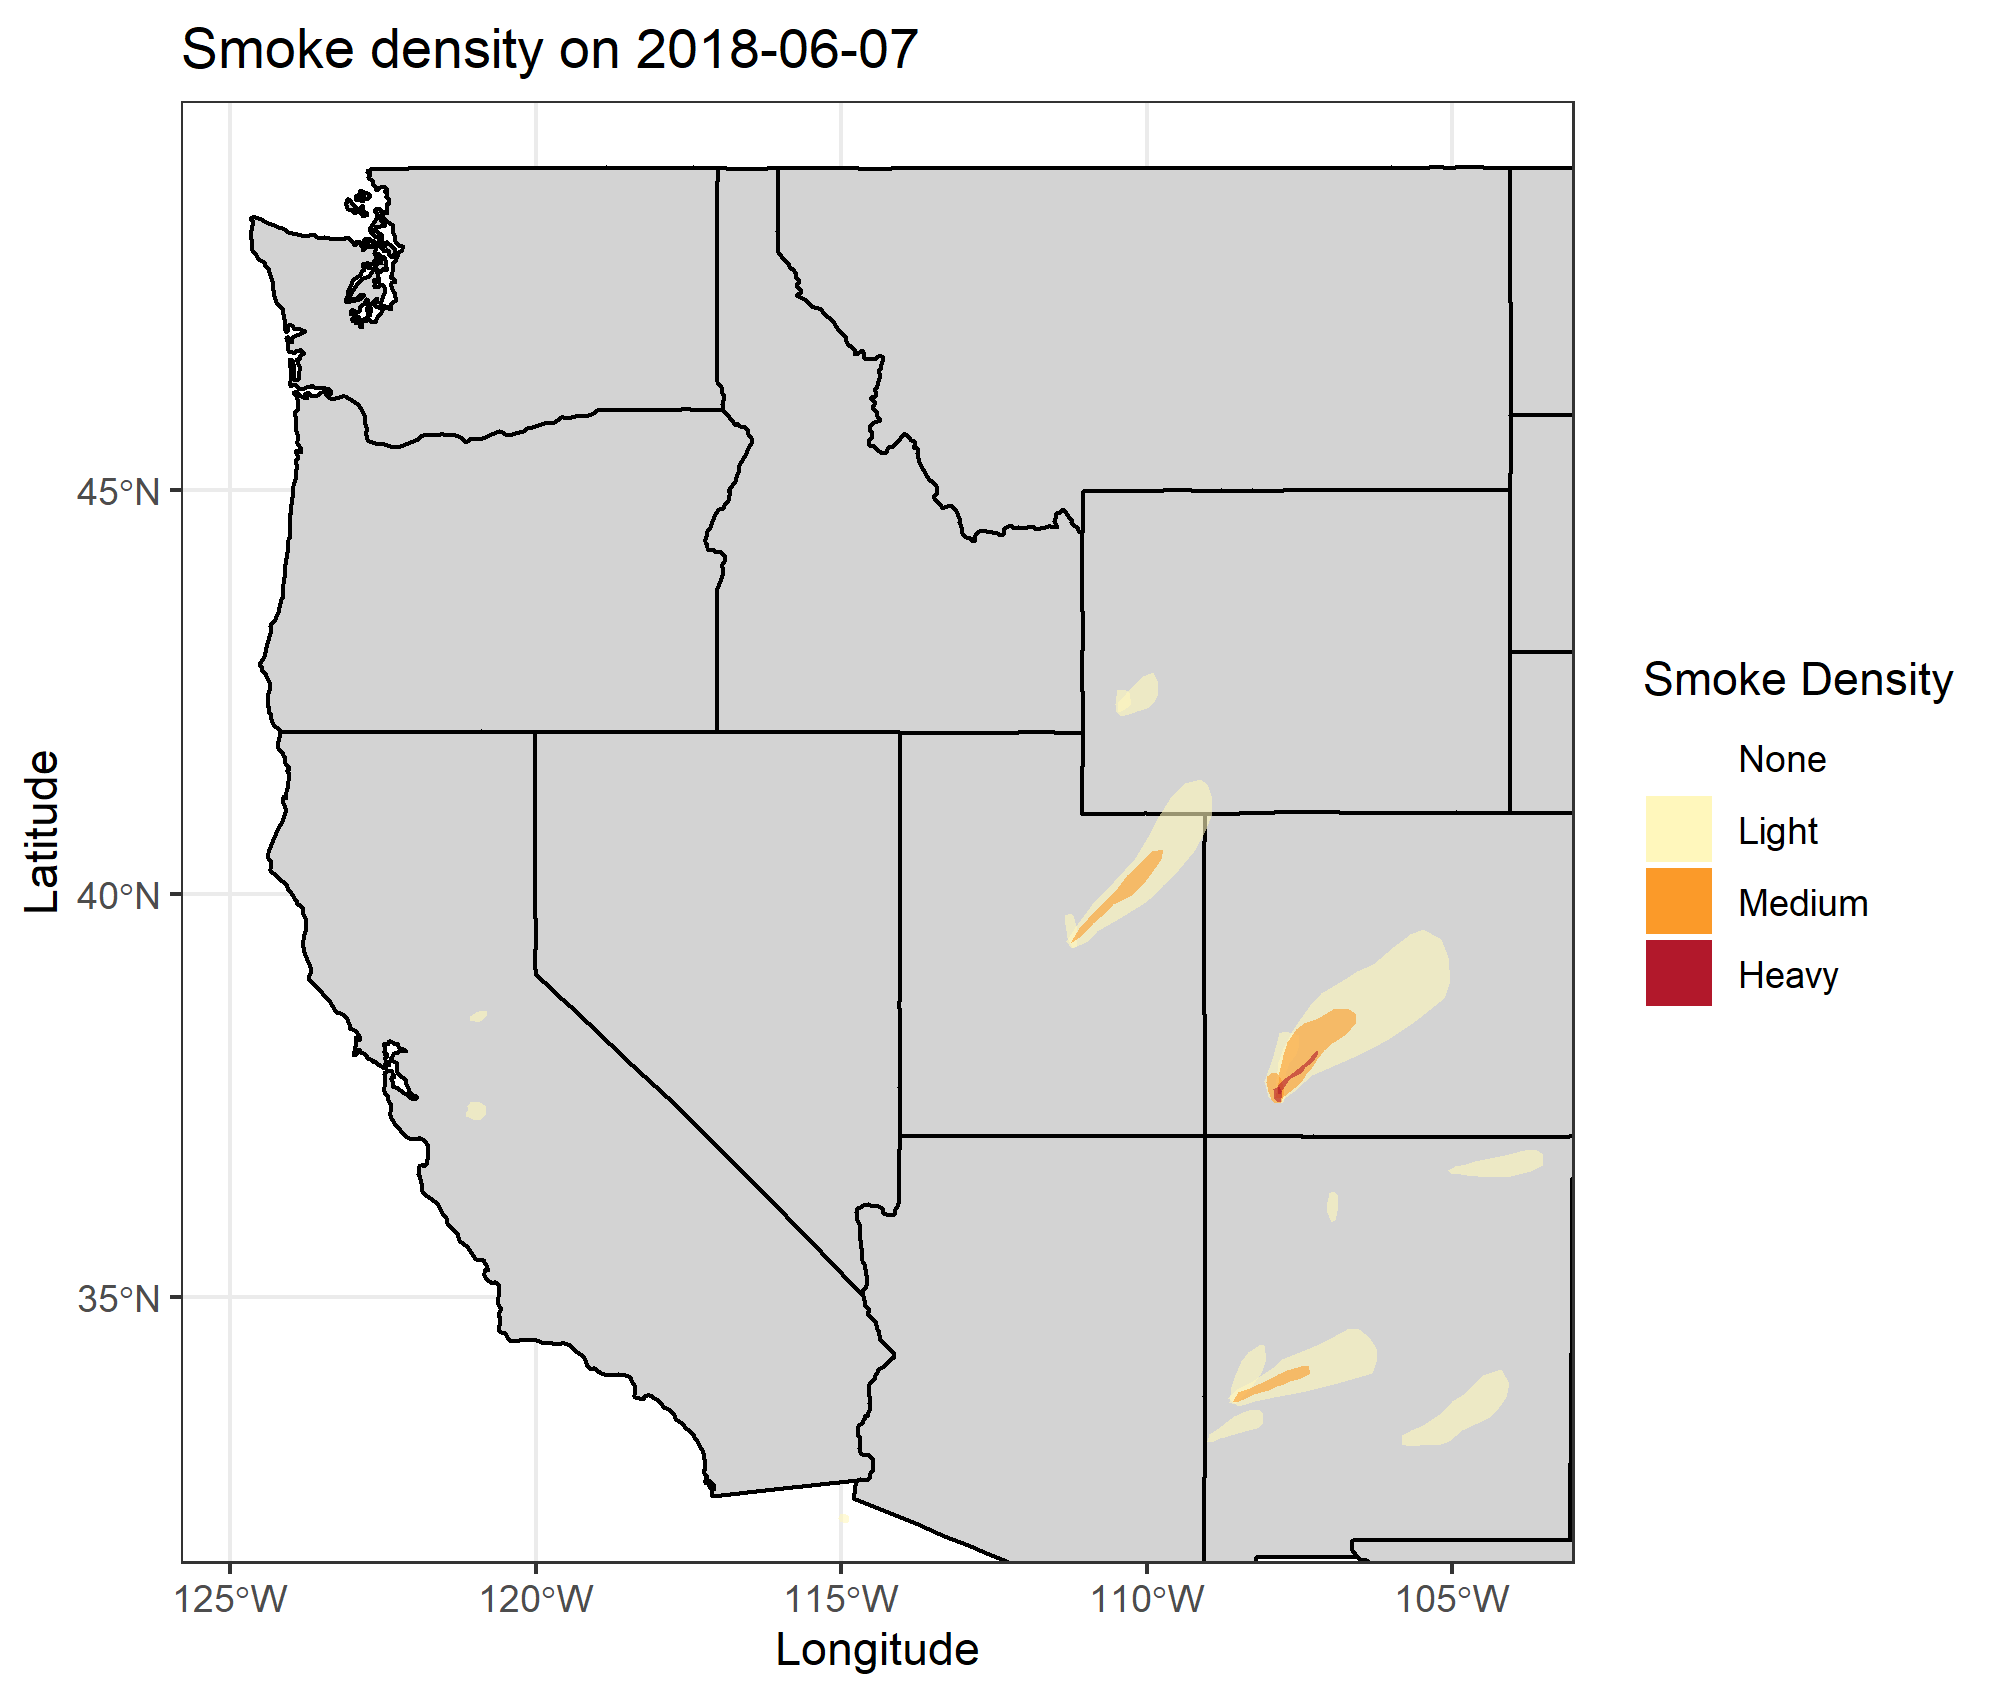 Smoke density on 2018-06-07
45°N
40°N
35°N
Latitude
125°W 120°W 115°W 110°W 105°W
Longitude
Smoke Density
None
Light
Medium
Heavy